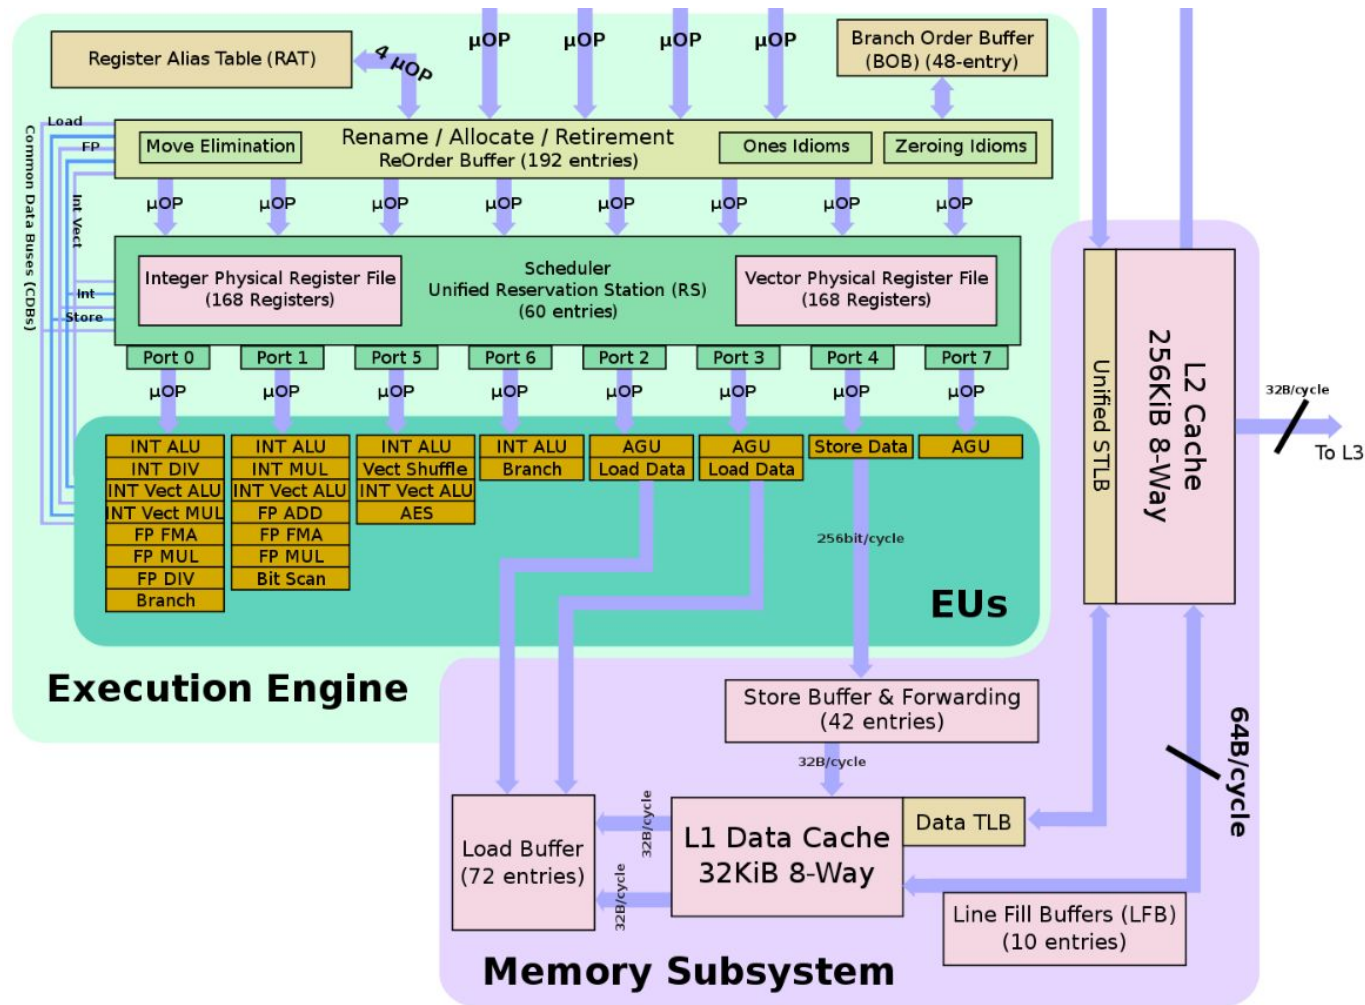 µOP
µOP
µOP
µOP
Register Alias Table (RAT)
4 µOP
Branch Order Buffer
(BOB) (48-entry)
Load
FP
Common Data Buses (CDBs)
Int Vect
Int
Store
Move Elimination
Rename / Allocate / Retirement
ReOrder Buffer (192 entries)
Ones Idioms
Zeroing Idioms
µOP
µOP
µOP
µOP
µOP
µOP
µOP
µOP
Integer Physical Register File
(168 Registers)
Scheduler
Unified Reservation Station (RS)
(60 entries)
Vector Physical Register File
(168 Registers)
Port 0
Port 1
Port 5
Port 6
Port 2
Port 3
Port 4
Port 7
µOP
µOP
µOP
µOP
µOP
µOP
µOP
µOP
INT ALU
INT DIV
INT Vect ALU
INT Vect MUL
FP FMA
FP MUL
FP DIV
Branch
INT ALU
INT MUL
INT Vect ALU
FP ADD
FP FMA
FP MUL
Bit Scan
INT ALU
Vect Shuffle
INT Vect ALU
AES
INT ALU
Branch
AGU
Load Data
AGU
Load Data
Store Data
AGU
256bit/cycle
EUs
Execution Engine
Unified STLB
L2 Cache
256KiB 8-Way
32B/cycle
To L3
Store Buffer & Forwarding
(42 entries)
32B/cycle
64B/cycle
Load Buffer
(72 entries)
32B/cycle
32B/cycle
L1 Data Cache
32KiB 8-Way
Data TLB
Line Fill Buffers (LFB)
(10 entries)
Memory Subsystem